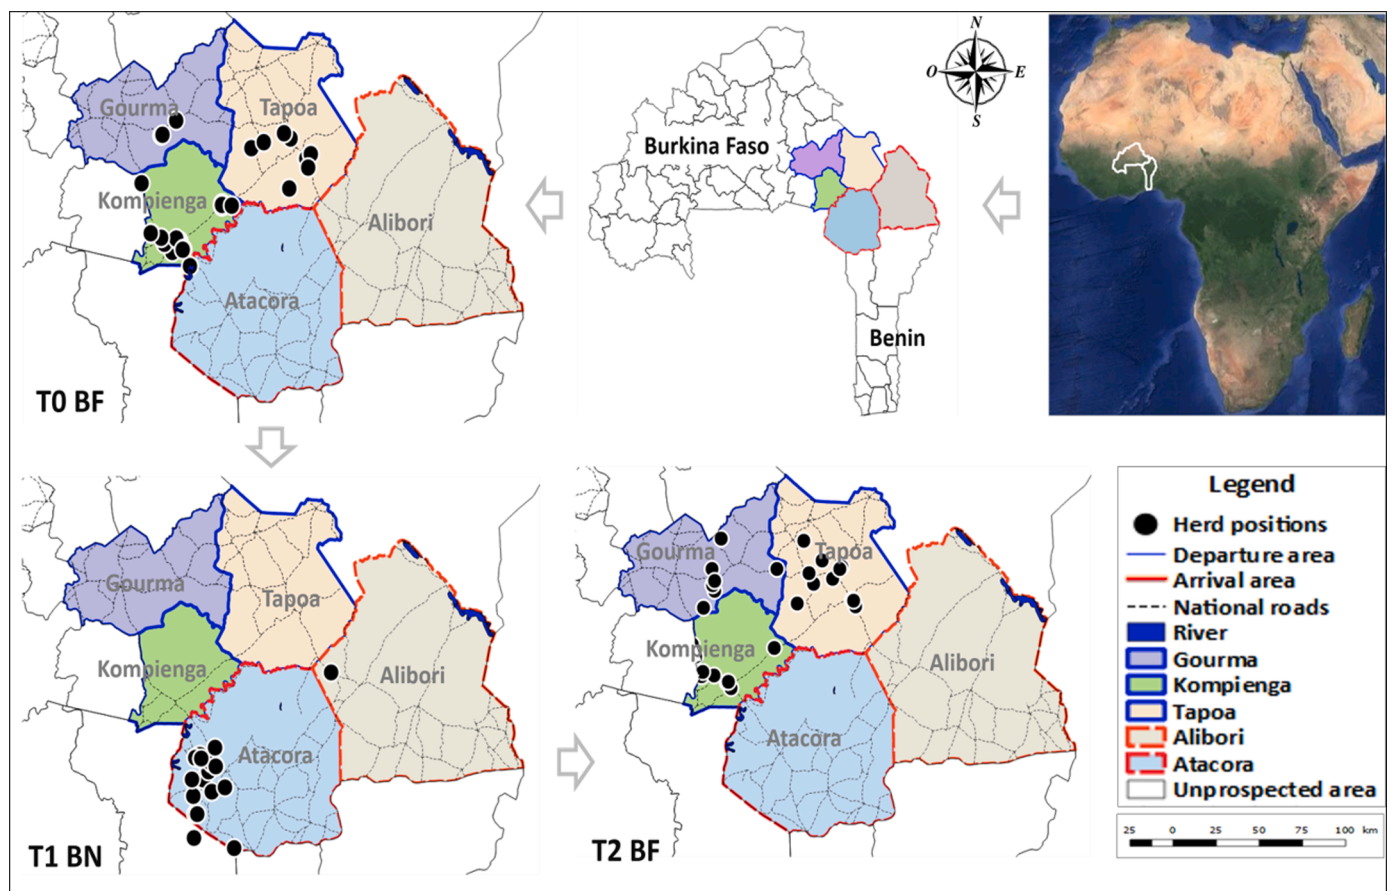 Gourma
Tapoa
Kompienga
Alibori
Atacora
T0 BF
Burkina Faso
Benin
N
O
E
S
Gourma
Tapoa
Kompienga
Alibori
Atacora
T1 BN
Gourma
Tapoa
Kompienga
Alibori
Atacora
T2 BF
Legend
Herd positions
Departure area
Arrival area
National roads
River
Gourma
Kompienga
Tapoa
Alibori
Atacora
Unprospected area
25 0 25 50 75 100 km